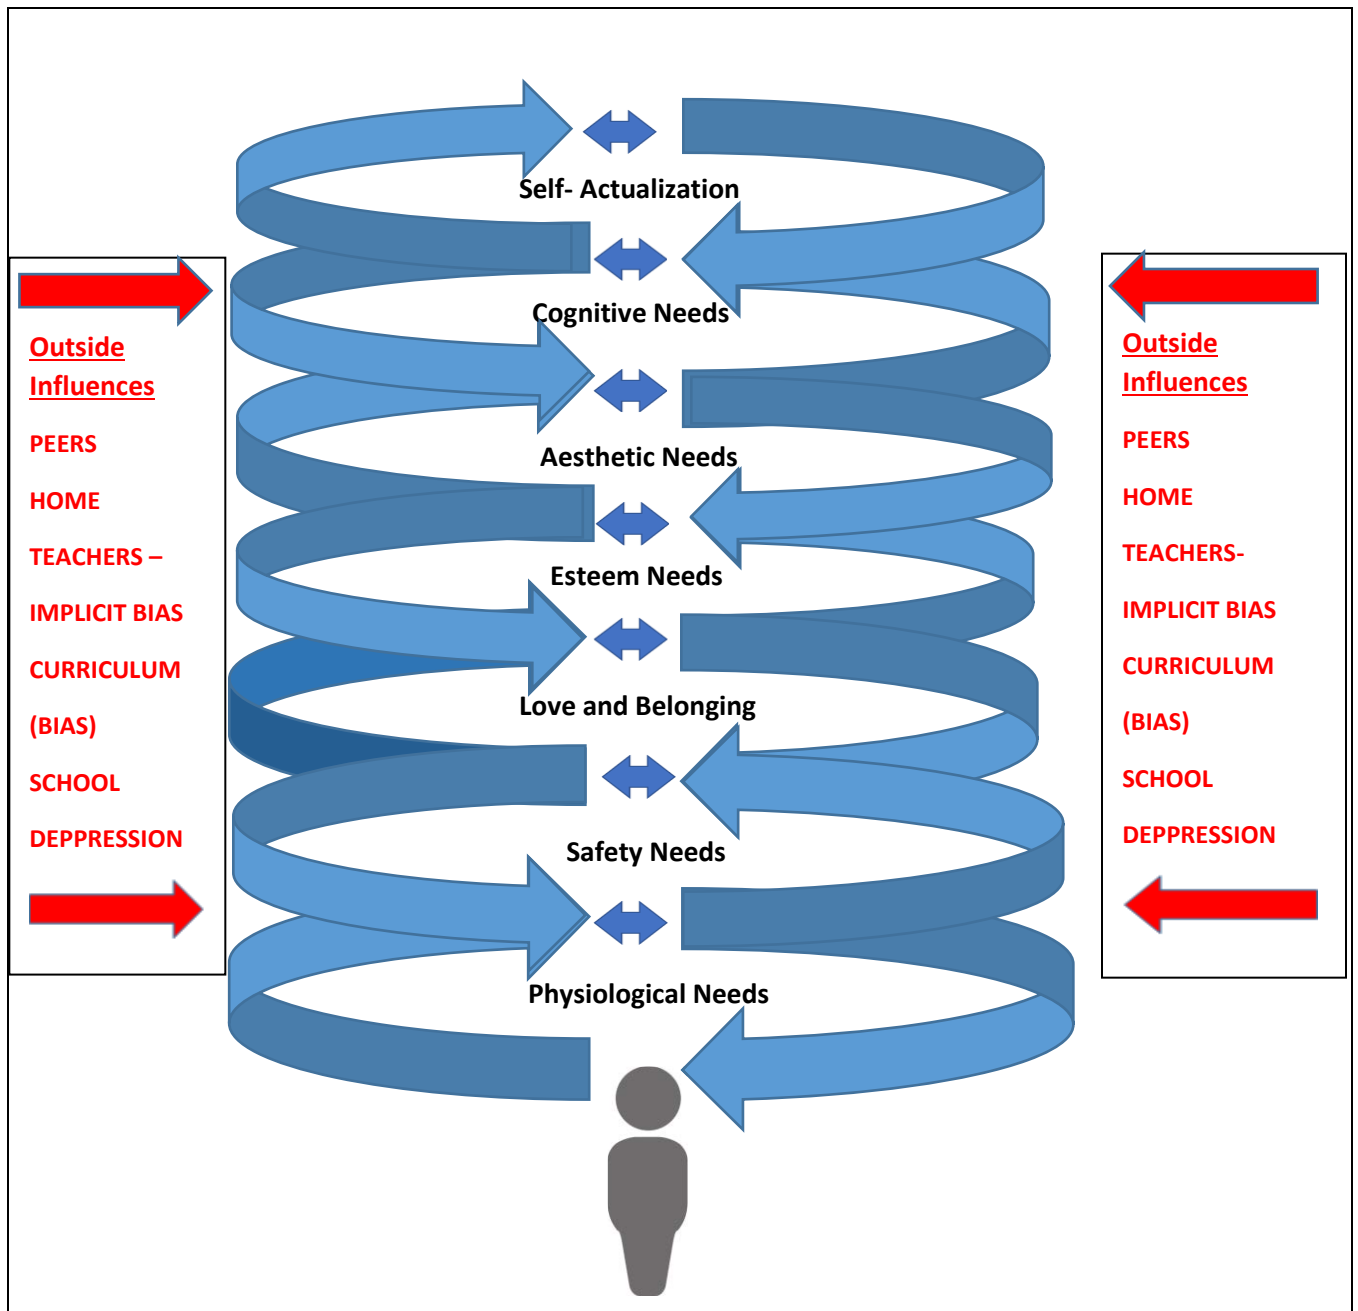 Self- Actualization
Cognitive Needs
Aesthetic Needs
Esteem Needs
Love and Belonging
Safety Needs
Physiological Needs
Outside
Influences
PEERS
HOME
TEACHERS –
IMPLICIT BIAS
CURRICULUM
(BIAS)
SCHOOL
DEPPRESSION
Outside
Influences
PEERS
HOME
TEACHERS-
IMPLICIT BIAS
CURRICULUM
(BIAS)
SCHOOL
DEPPRESSION